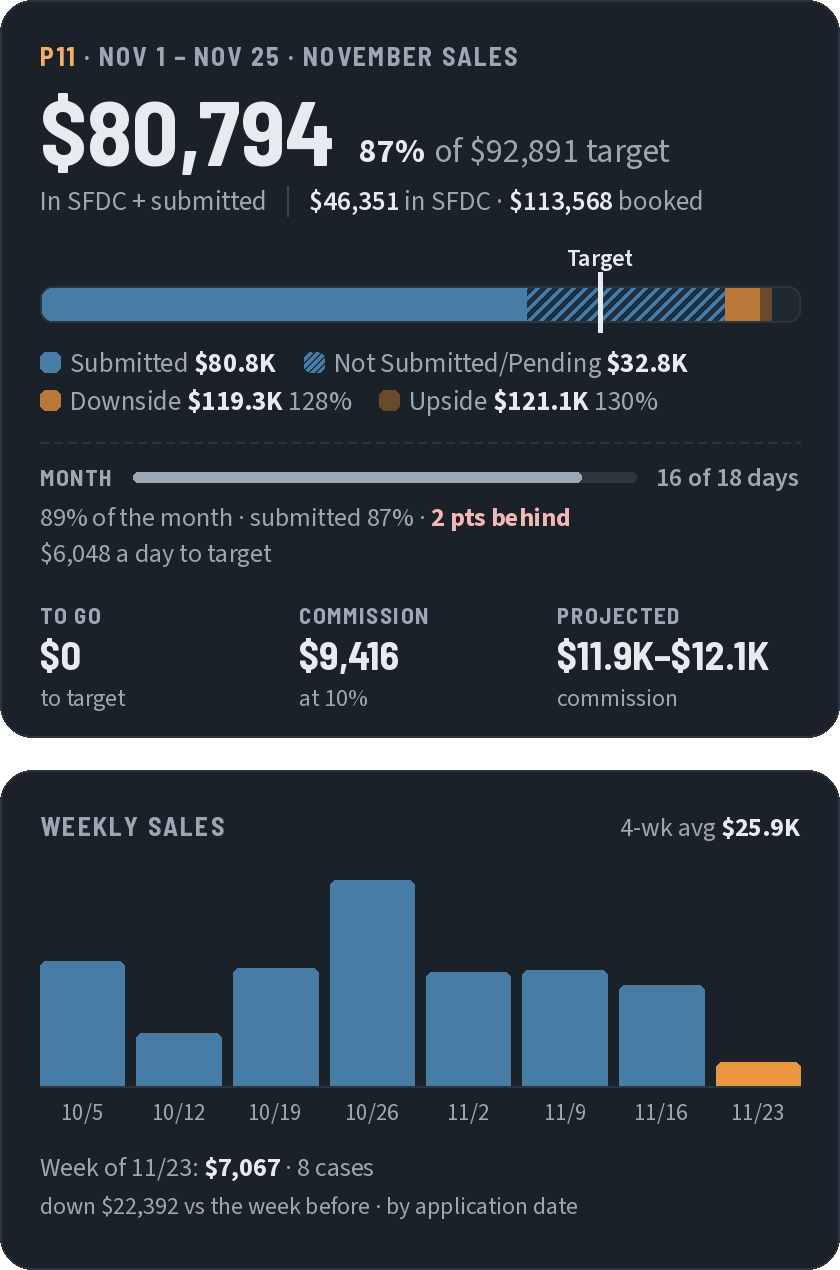 P11 · NOV 1 – NOV 25 · NOVEMBER SALES
$80,794 87% of $92,891 target
In SFDC + submitted $46,351 in SFDC · $113,568 booked
Target
Submitted $80.8K Not Submitted/Pending $32.8K
Downside $119.3K 128% Upside $121.1K 130%
MONTH 16 of 18 days
89% of the month · submitted 87% · 2 pts behind
$6,048 a day to target
TO GO COMMISSION PROJECTED
$0 $9,416 $11.9K–$12.1K
to target at 10% commission
WEEKLY SALES 4-wk avg $25.9K
10/5 10/12 10/19 10/26 11/2 11/9 11/16 11/23
Week of 11/23: $7,067 · 8 cases
down $22,392 vs the week before · by application date